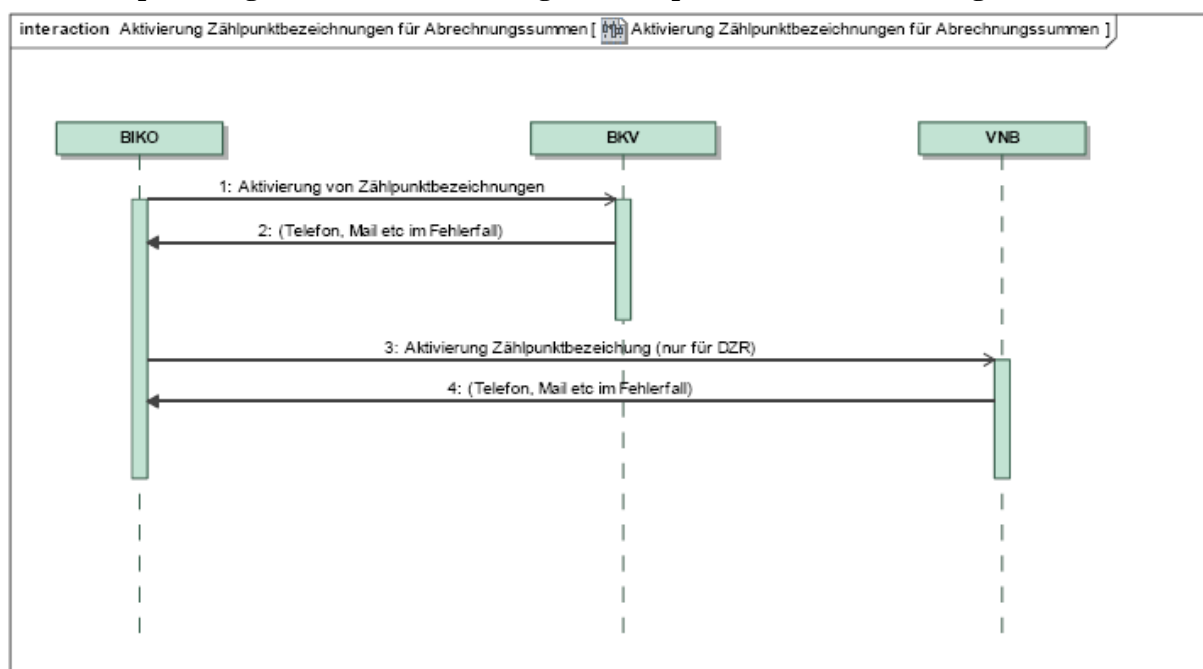 interaction Aktivierung Zählpunktbezeichnungen für Abrechnungssummen [ Aktivierung Zählpunktbezeichnungen für Abrechnungssummen ]
BIKO
BKV
VNB
1: Aktivierung von Zählpunktbezeichnungen
2: (Telefon, Mail etc im Fehlerfall)
3: Aktivierung Zählpunktbezeichung (nur für DZR)
4: (Telefon, Mail etc im Fehlerfall)